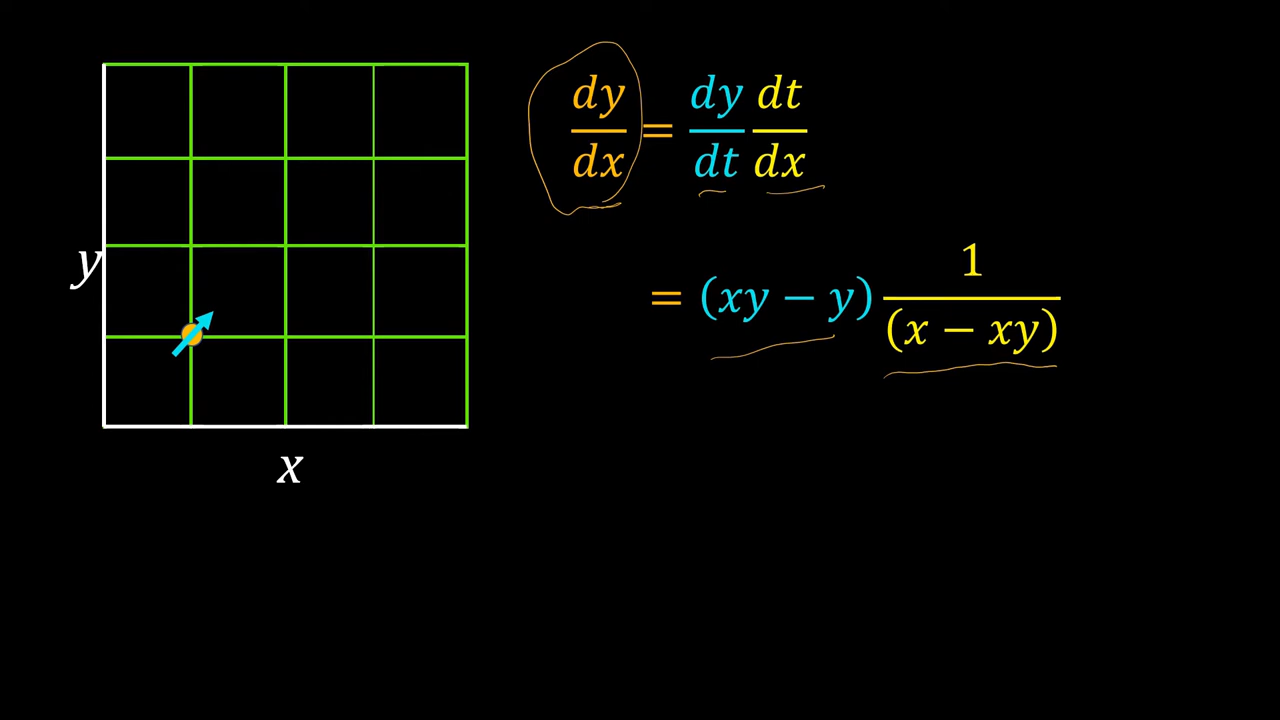 dy/dx = dy/dt dt/dx
= (xy − y) 1/(x − xy)
y
x